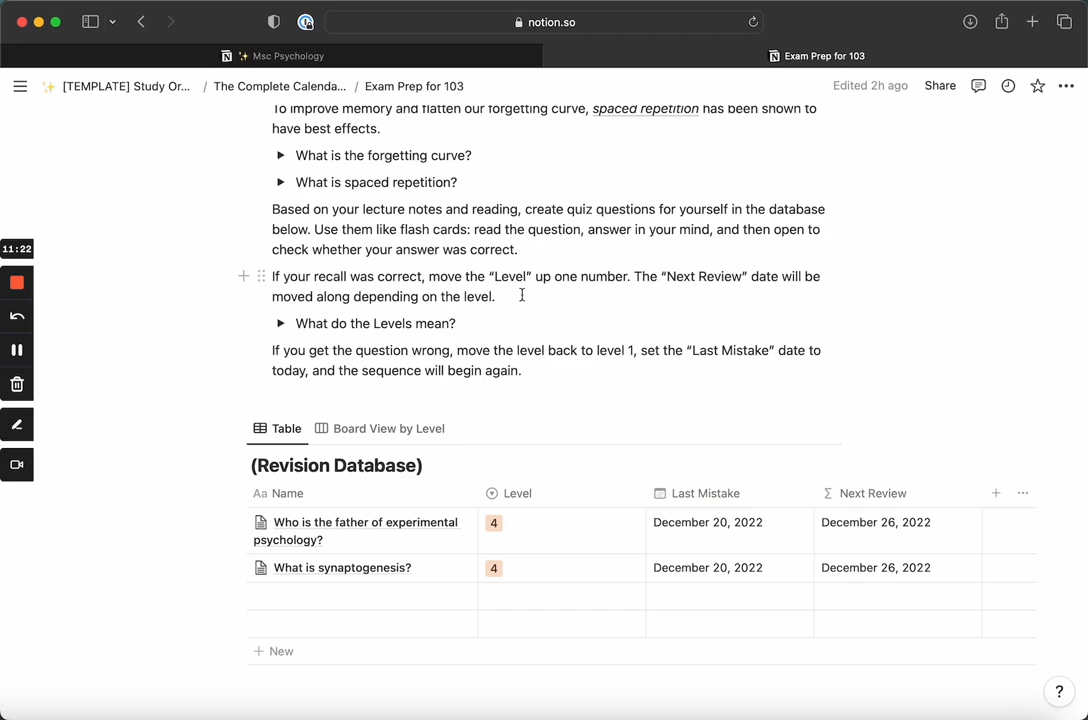 notion.so
✨ Msc Psychology
Exam Prep for 103
✨ [TEMPLATE] Study Or... / The Complete Calenda... / Exam Prep for 103
Edited 2h ago
Share
To improve memory and flatten our forgetting curve, spaced repetition has been shown to
have best effects.
What is the forgetting curve?
What is spaced repetition?
Based on your lecture notes and reading, create quiz questions for yourself in the database
below. Use them like flash cards: read the question, answer in your mind, and then open to
check whether your answer was correct.
11:22
If your recall was correct, move the “Level” up one number. The “Next Review” date will be
moved along depending on the level.
What do the Levels mean?
If you get the question wrong, move the level back to level 1, set the “Last Mistake” date to
today, and the sequence will begin again.
Table
Board View by Level
(Revision Database)
Aa Name
Level
Last Mistake
Σ Next Review
Who is the father of experimental
psychology?
4
December 20, 2022
December 26, 2022
What is synaptogenesis?
4
December 20, 2022
December 26, 2022
+ New
?